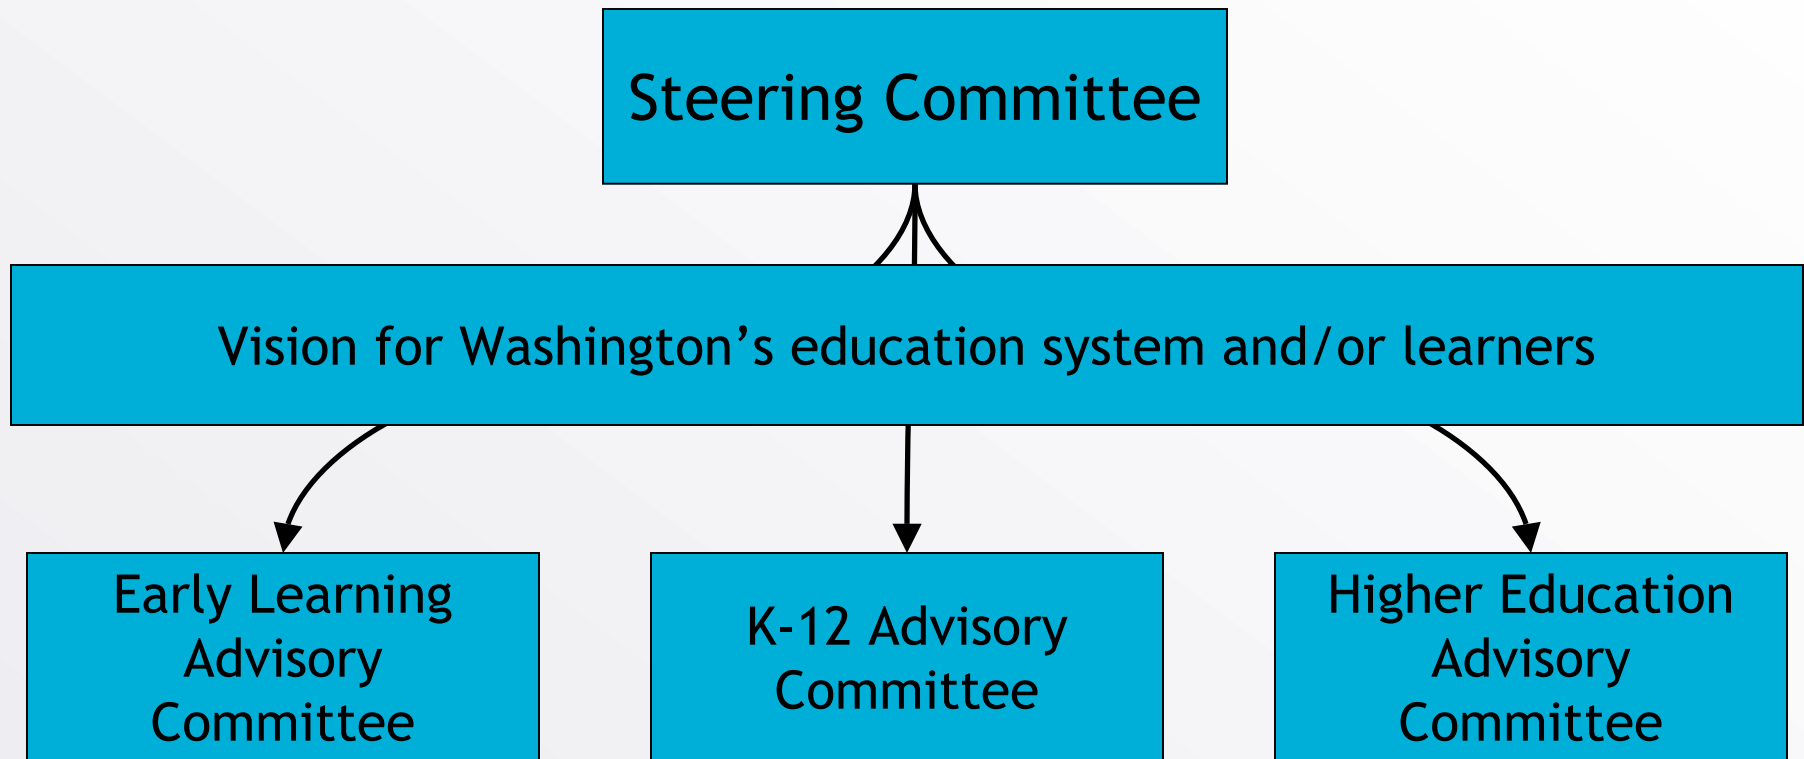 Steering Committee
Vision for Washington’s education system and/or learners
Early Learning
Advisory
Committee
K-12 Advisory
Committee
Higher Education
Advisory
Committee